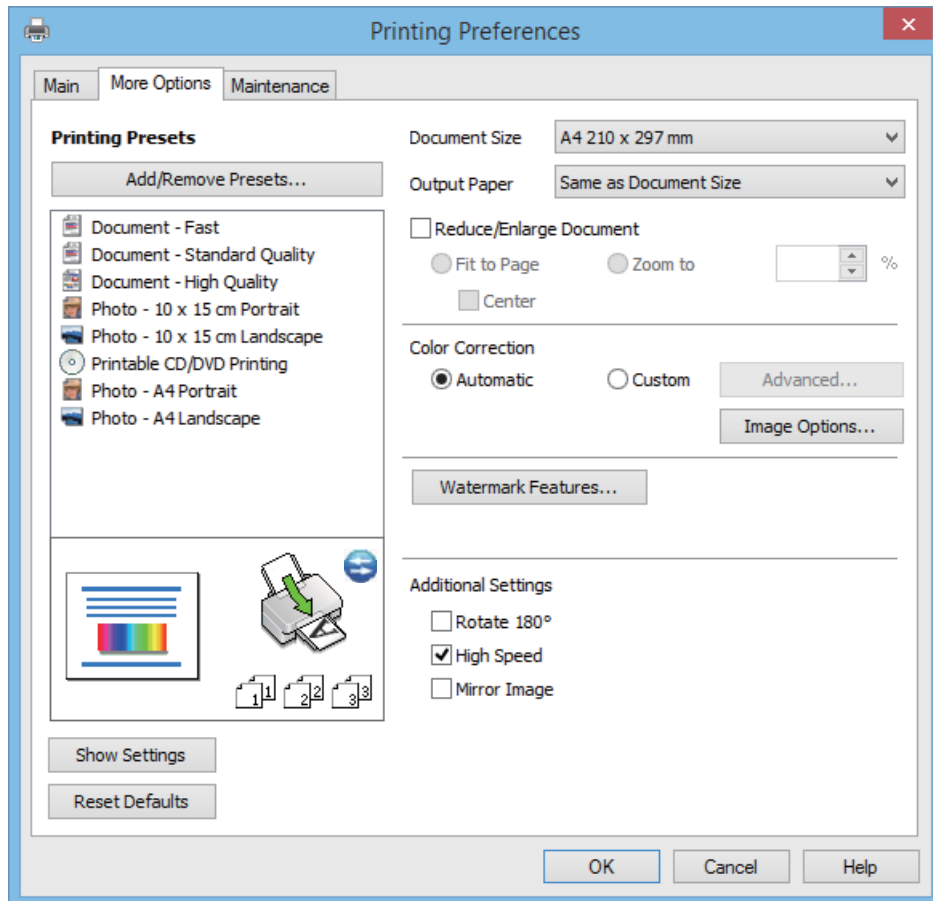 Printing Preferences
Main More Options Maintenance
Printing Presets
Add/Remove Presets...
Document - Fast
Document - Standard Quality
Document - High Quality
Photo - 10 x 15 cm Portrait
Photo - 10 x 15 cm Landscape
Printable CD/DVD Printing
Photo - A4 Portrait
Photo - A4 Landscape
A
1 1 2 2 3 3
Show Settings
Reset Defaults
Document Size A4 210 x 297 mm
Output Paper Same as Document Size
Reduce/Enlarge Document
Fit to Page Zoom to %
Center
Color Correction
Automatic Custom Advanced...
Image Options...
Watermark Features...
Additional Settings
Rotate 180°
High Speed
Mirror Image
OK Cancel Help